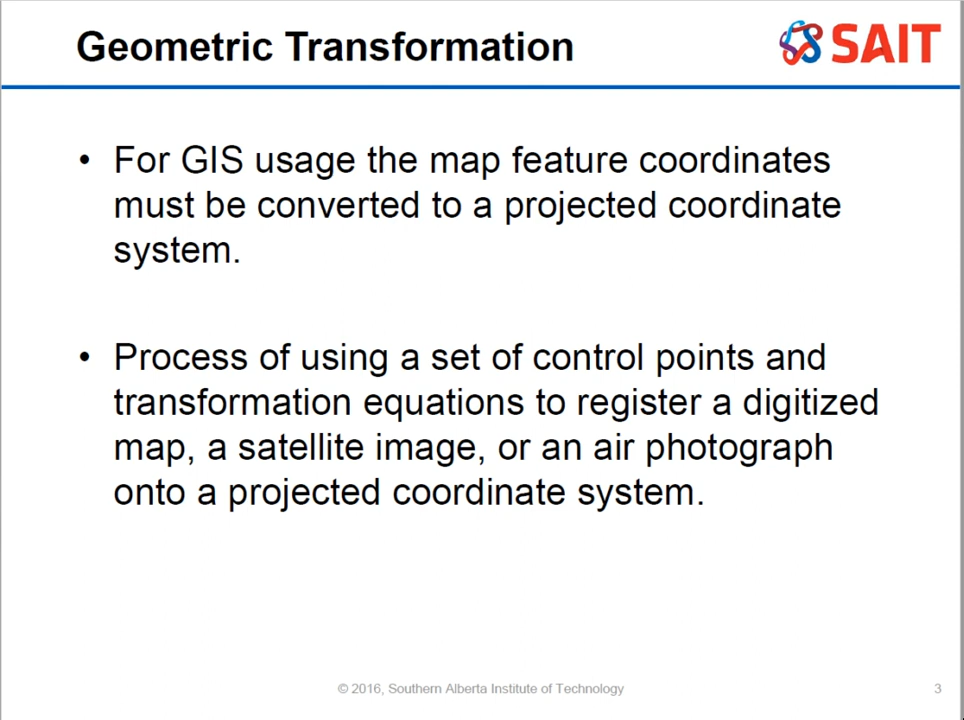 Geometric Transformation
SAIT
• For GIS usage the map feature coordinates
must be converted to a projected coordinate
system.
• Process of using a set of control points and
transformation equations to register a digitized
map, a satellite image, or an air photograph
onto a projected coordinate system.
© 2016, Southern Alberta Institute of Technology
3